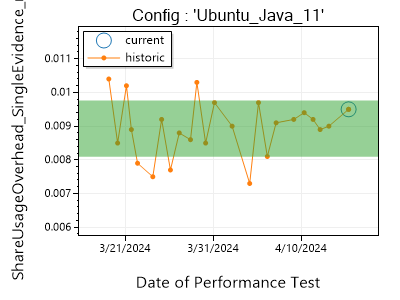 Config : 'Ubuntu_Java_11'
ShareUsageOverhead_SingleEvidence_
current
historic
0.011
0.01
0.009
0.008
0.007
0.006
3/21/2024
3/31/2024
4/10/2024
Date of Performance Test